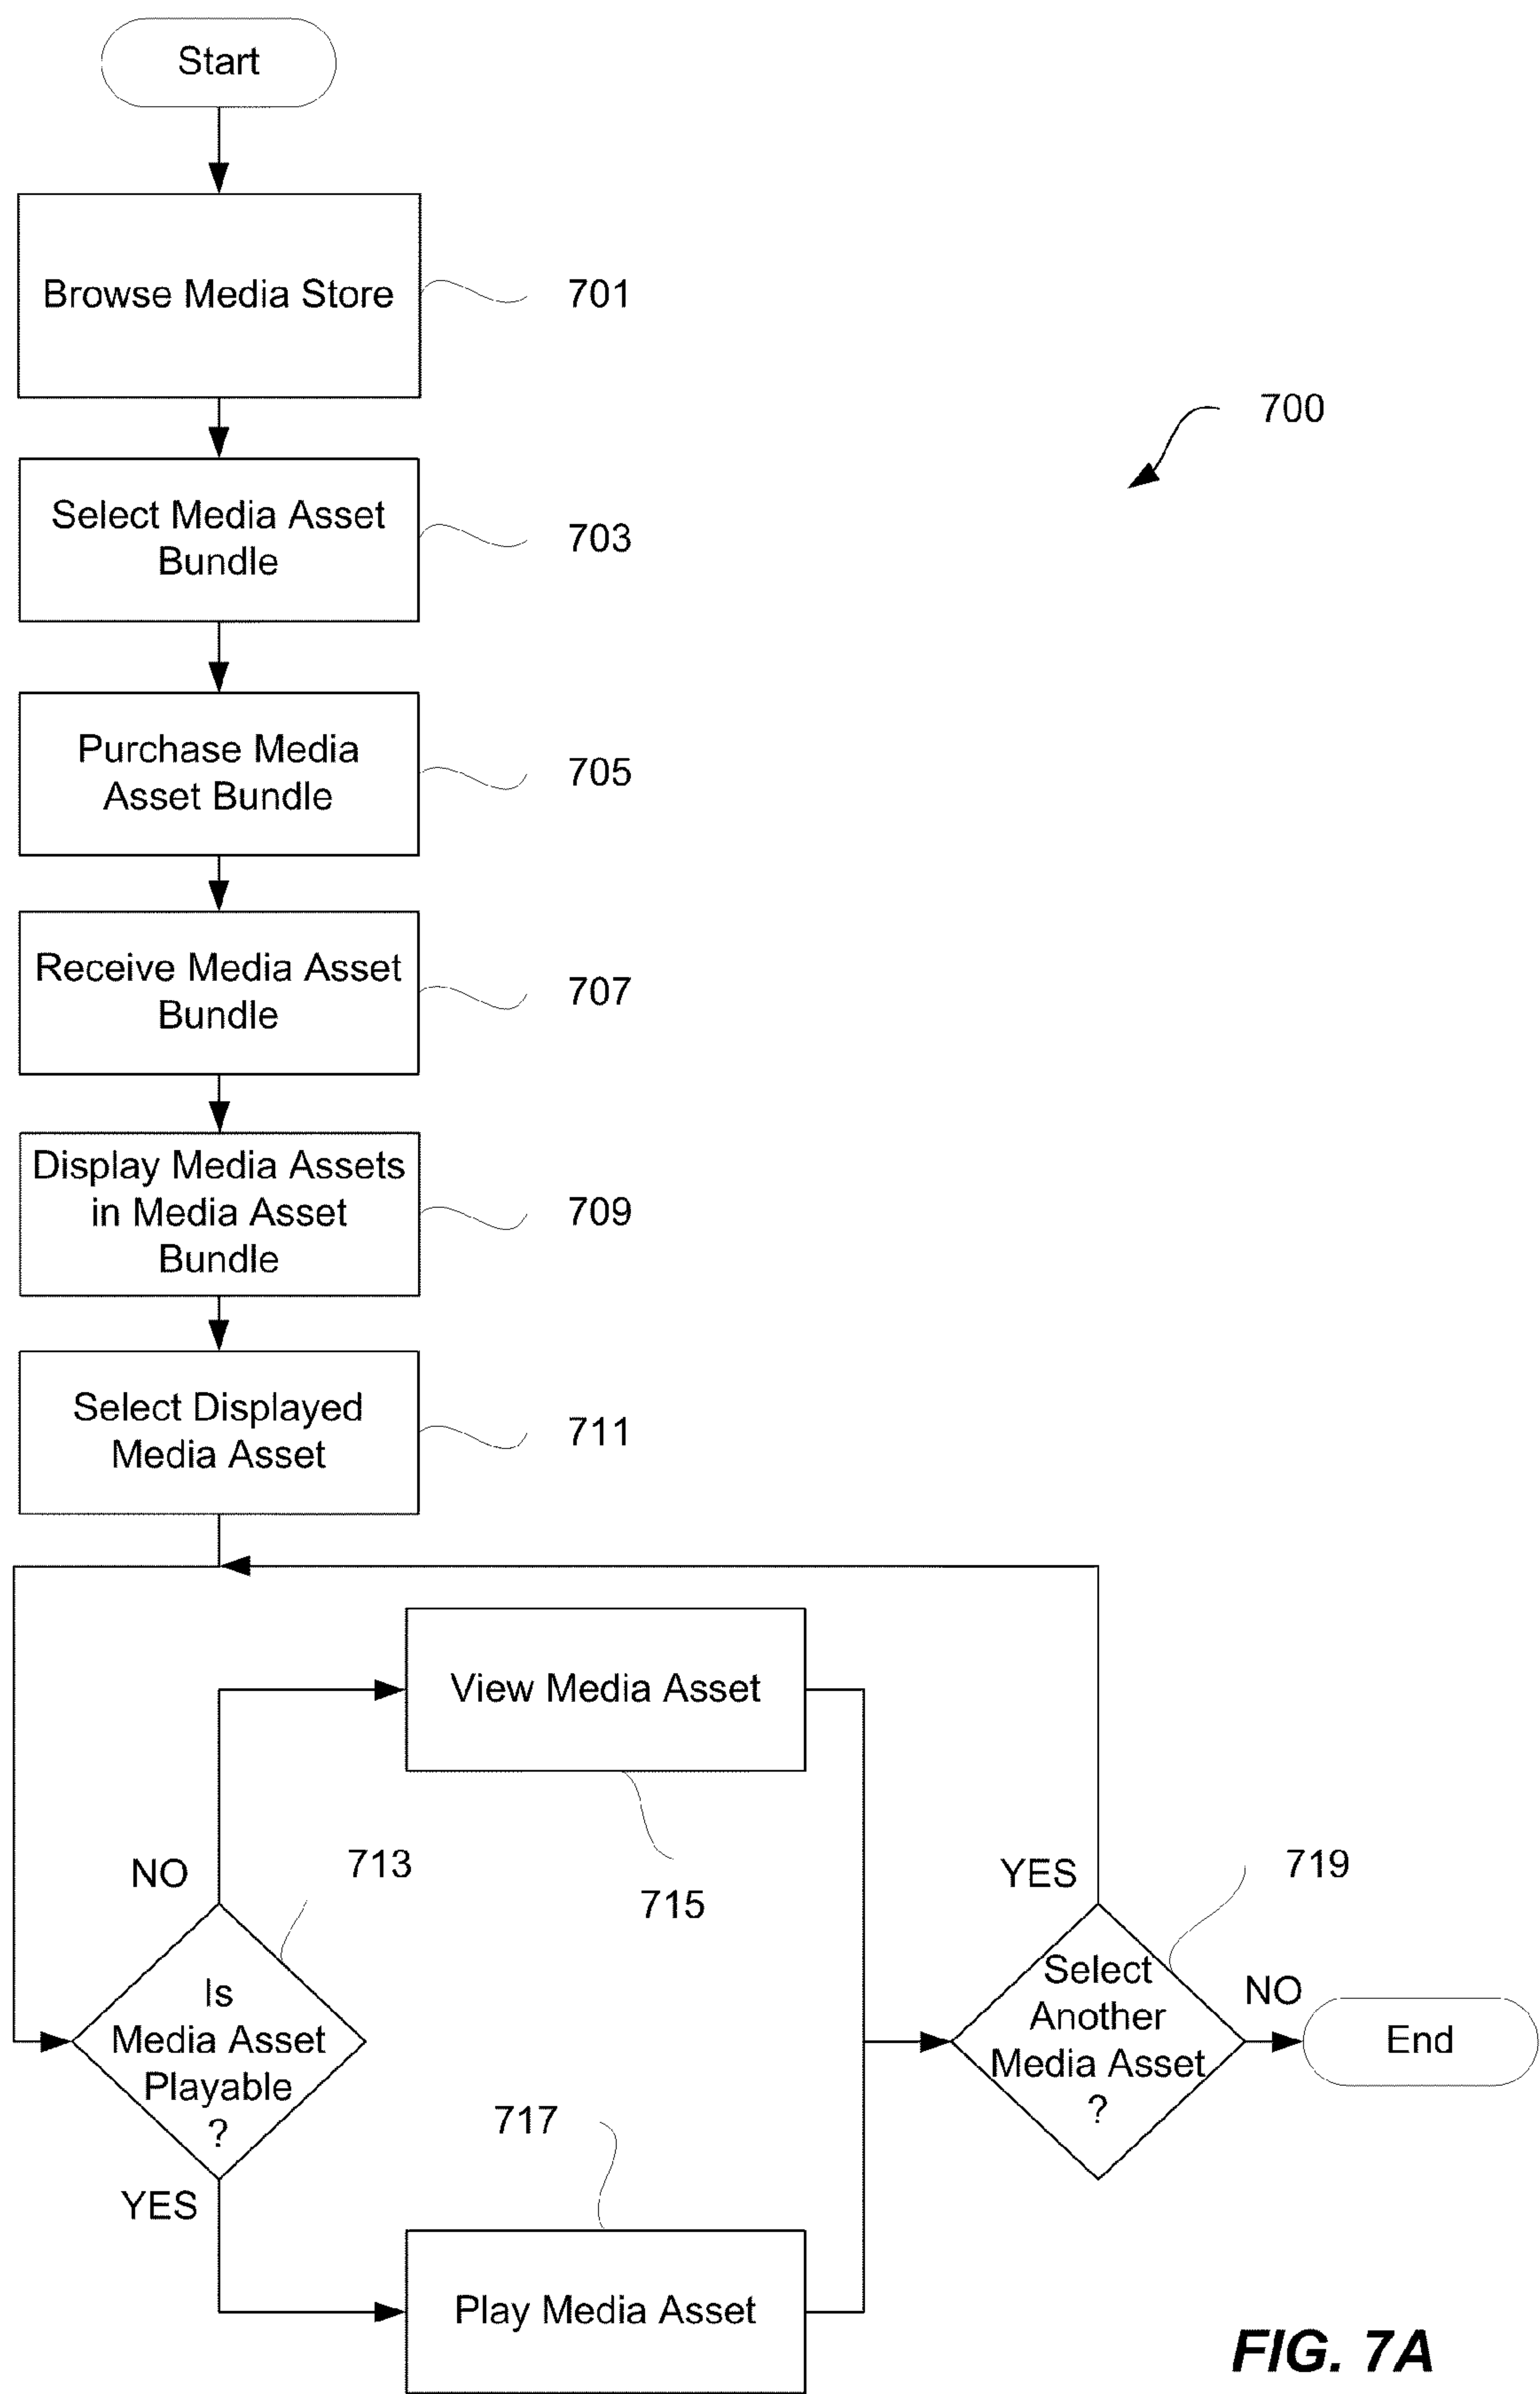 Start
Browse Media Store
701
700
Select Media Asset
Bundle
703
Purchase Media
Asset Bundle
705
Receive Media Asset
Bundle
707
Display Media Assets
in Media Asset
Bundle
709
Select Displayed
Media Asset
711
View Media Asset
715
NO
713
Is
Media Asset
Playable
?
YES
717
Play Media Asset
YES
719
Select
Another
Media Asset
?
NO
End
FIG. 7A